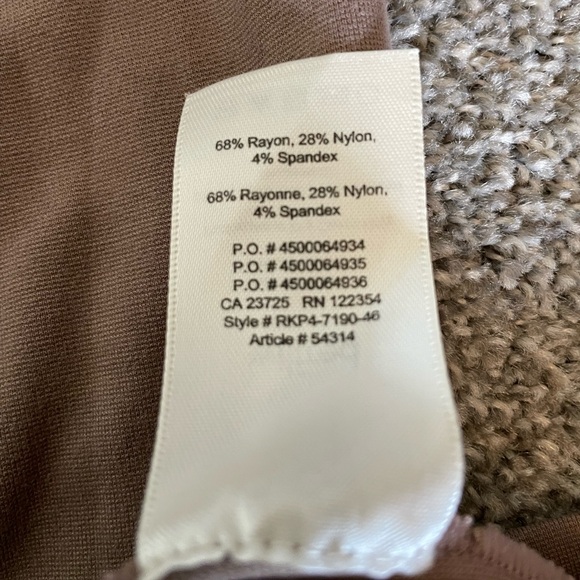 68% Rayon, 28% Nylon,
4% Spandex
68% Rayonne, 28% Nylon,
4% Spandex
P.O. # 4500064934
P.O. # 4500064935
P.O. # 4500064936
CA 23725 RN 122354
Style # RKP4-7190-46
Article # 54314